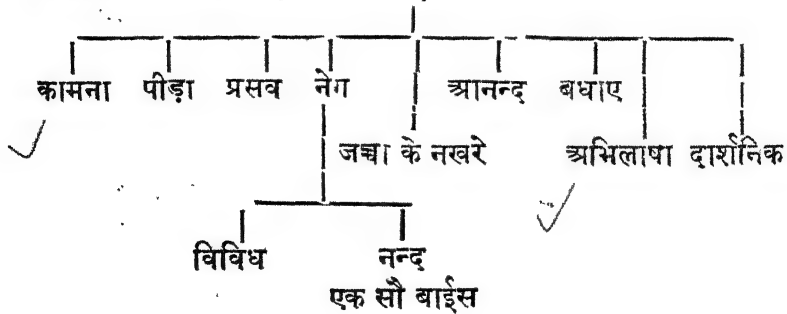 कामना पीड़ा प्रसव नेग आनन्द बधाए
जच्चा के नखरे अभिलाषा दार्शनिक
विविध नन्द
एक सौ बाईस